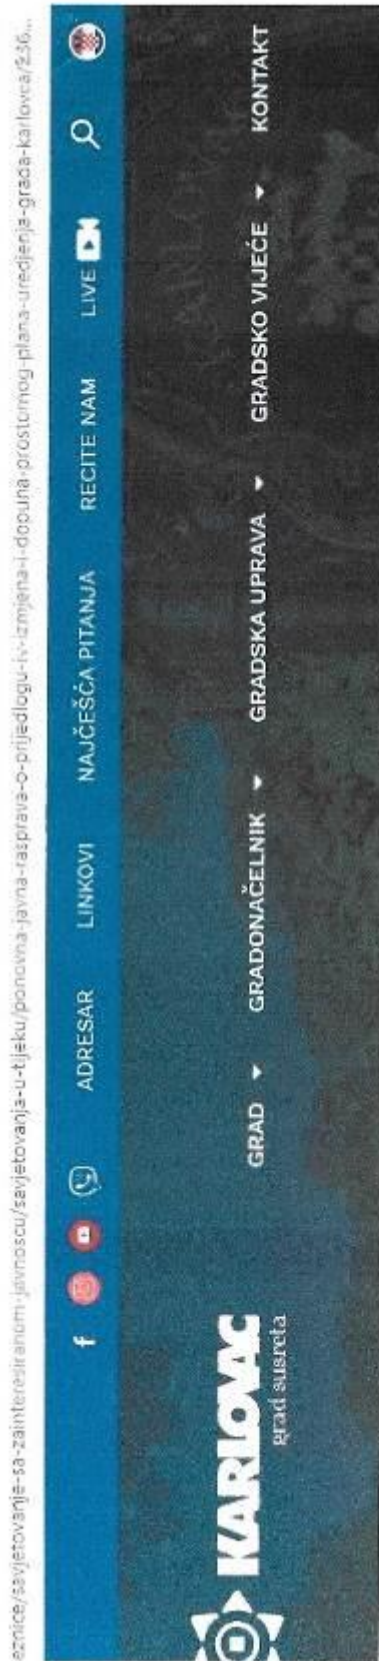 eznice/savjetovanje-sa-zainteresiranom-javnoscu/savjetovanja-u-tijeku/ponovna-javna-rasprava-o-prijedlogu-iv-izmjena-i-dopuna-prostornog-plana-uredjenja-grada-karlovca/236...
f ADRESAR LINKOVI NAJČEŠĆA PITANJA RECITE NAM LIVE
KARLOVAC GRAD GRADONAČELNIK GRADSKA UPRAVA GRADSKO VIJEĆE KONTAKT
grad susreta